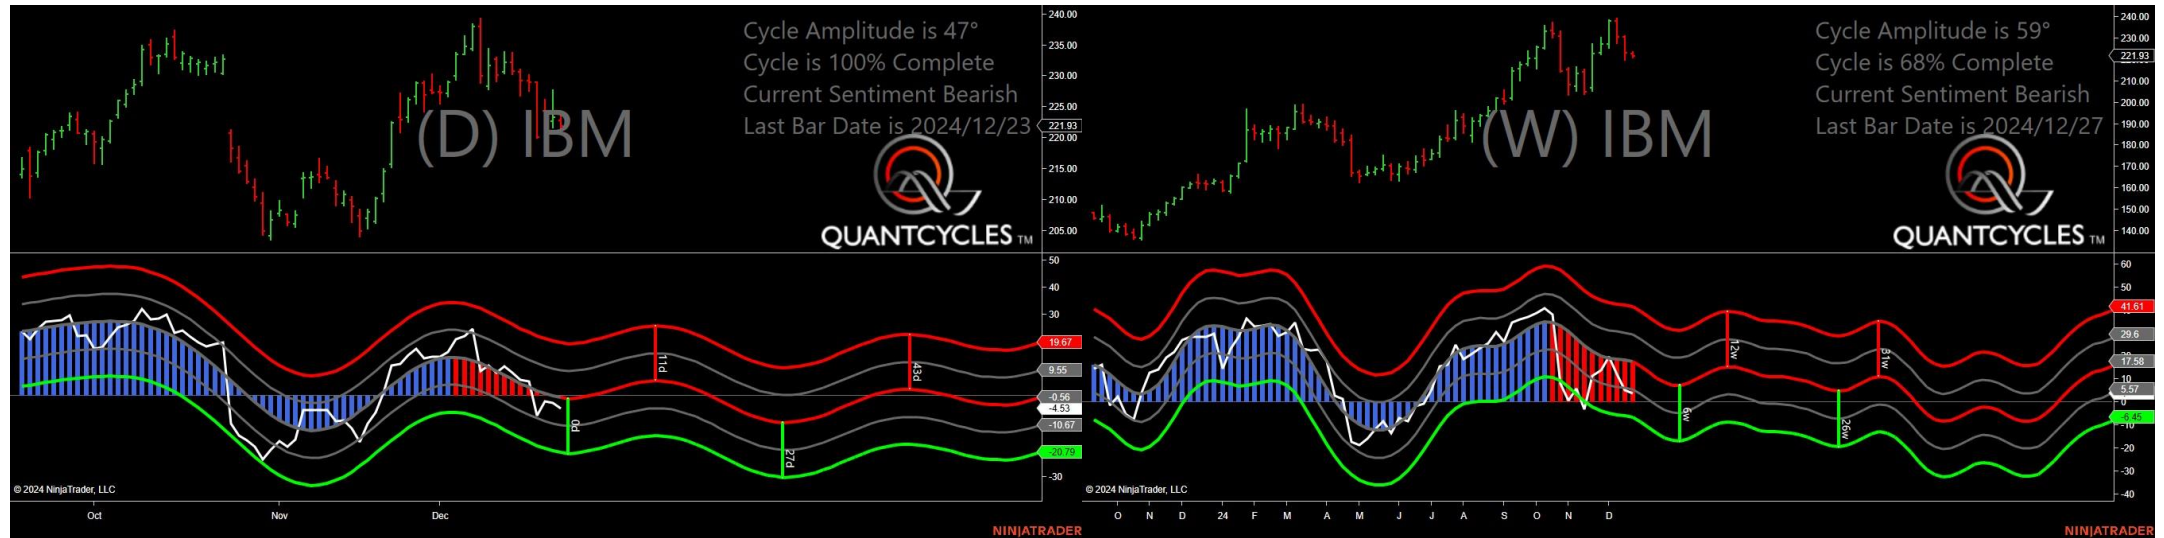 Cycle Amplitude is 47°
Cycle is 100% Complete
Current Sentiment Bearish
Last Bar Date is 2024/12/23
(D) IBM
QUANTCYCLES TM
240.00
235.00
230.00
225.00
221.93
220.00
215.00
210.00
205.00
50
40
30
19.67
9.55
-0.56
-4.53
-10.67
-20.79
-30
11d
43d
0d
27d
© 2024 NinjaTrader, LLC
Oct
Nov
Dec
NINJATRADER
Cycle Amplitude is 59°
Cycle is 68% Complete
Current Sentiment Bearish
Last Bar Date is 2024/12/27
(W) IBM
QUANTCYCLES TM
240.00
230.00
221.93
210.00
200.00
190.00
180.00
170.00
160.00
150.00
140.00
60
50
41.61
29.6
17.58
10
5.57
0
-6.45
-10
-20
-30
-40
12w
31w
6w
26w
© 2024 NinjaTrader, LLC
O N D 24 F M A M J J A S O N D
NINJATRADER